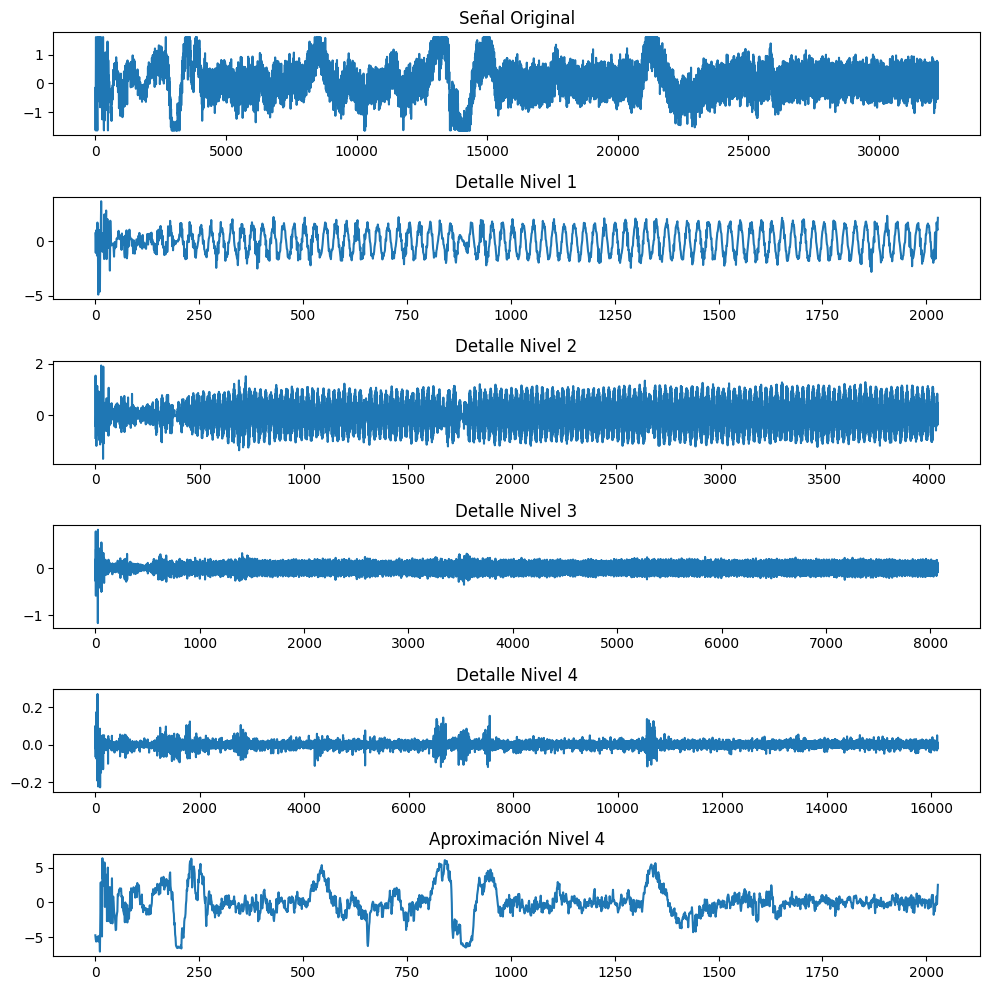 Señal Original
1
0
−1
0 5000 10000 15000 20000 25000 30000
Detalle Nivel 1
0
−5
0 250 500 750 1000 1250 1500 1750 2000
Detalle Nivel 2
2
0
0 500 1000 1500 2000 2500 3000 3500 4000
Detalle Nivel 3
0
−1
0 1000 2000 3000 4000 5000 6000 7000 8000
Detalle Nivel 4
0.2
0.0
−0.2
0 2000 4000 6000 8000 10000 12000 14000 16000
Aproximación Nivel 4
5
0
−5
0 250 500 750 1000 1250 1500 1750 2000